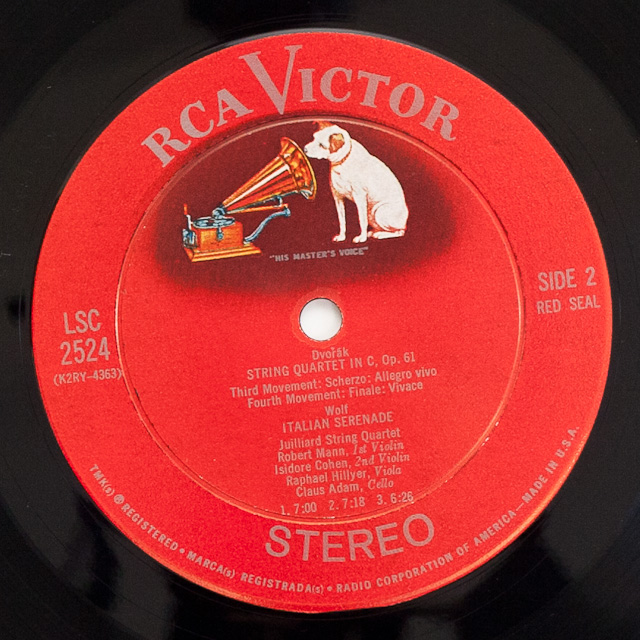 RCA VICTOR
"HIS MASTER'S VOICE"
SIDE 2
RED SEAL
LSC
2524
(K2RY-4363)
Dvořák
STRING QUARTET IN C, Op. 61
Third Movement: Scherzo: Allegro vivo
Fourth Movement: Finale: Vivace
Wolf
ITALIAN SERENADE
Juilliard String Quartet
Robert Mann, 1st Violin
Isidore Cohen, 2nd Violin
Raphael Hillyer, Viola
Claus Adam, Cello
1. 7:00 2. 7:18 3. 6:26
STEREO
TMK(s) ® REGISTERED • MARCA(s) REGISTRADA(s) • RADIO CORPORATION OF AMERICA—MADE IN U.S.A.